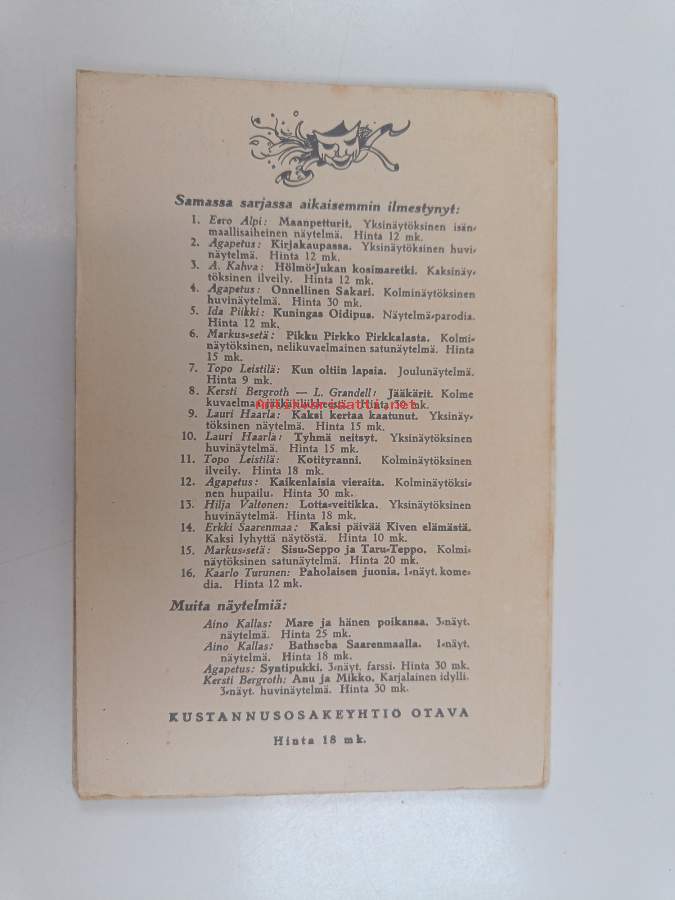 Samassa sarjassa aikaisemmin ilmestynyt:
1. Eero Alpi: Maanpetturit. Yksinäytöksinen isän-
maallisaiheinen näytelmä. Hinta 12 mk.
2. Agapetus: Kirjakaupassa. Yksinäytöksinen huvi-
näytelmä. Hinta 12 mk.
3. A. Kahva: Hölmö-Jukan kosimaretki. Kaksinäy-
töksinen ilveily. Hinta 12 mk.
4. Agapetus: Onnellinen Sakari. Kolminäytöksinen
huvinäytelmä. Hinta 30 mk.
5. Ida Piikki: Kuningas Oidipus. Näytelmä-parodia.
Hinta 12 mk.
6. Markus-setä: Pikku Pirkko Pirkkalasta. Kolmi-
näytöksinen, nelikuvaelmainen satunäytelmä. Hinta
15 mk.
7. Topo Leistilä: Kun oltiin lapsia. Joulunäytelmä.
Hinta 9 mk.
8. Kersti Bergroth — L. Grandell: Jääkärit. Kolme
kuvaelmaa Hinta mk.
Antikvariaatti.net
9. Lauri Haarla: Kaksi kertaa kaatunut. Yksinäy-
töksinen näytelmä. Hinta 15 mk.
10. Lauri Haarla: Tyhmä neitsyt. Yksinäytöksinen
huvinäytelmä. Hinta 15 mk.
11. Topo Leistilä: Kotityranni. Kolminäytöksinen
ilveily. Hinta 18 mk.
12. Agapetus: Kaikenlaisia vieraita. Kolminäytöksi-
nen hupailu. Hinta 30 mk.
13. Hilja Valtonen: Lotta-veitikka. Yksinäytöksinen
huvinäytelmä. Hinta 18 mk.
14. Erkki Saarenmaa: Kaksi päivää Kiven elämästä.
Kaksi lyhyttä näytöstä. Hinta 10 mk.
15. Markus-setä: Sisu-Seppo ja Taru-Teppo. Kolmi-
näytöksinen satunäytelmä. Hinta 20 mk.
16. Kaarlo Turunen: Paholaisen juonia. 1-näyt. kome-
dia. Hinta 12 mk.
Muita näytelmiä:
Aino Kallas: Mare ja hänen poikansa. 3-näyt.
näytelmä. Hinta 25 mk.
Aino Kallas: Bathseba Saarenmaalla. 1-näyt.
näytelmä. Hinta 18 mk.
Agapetus: Syntipukki. 3-näyt. farssi. Hinta 30 mk.
Kersti Bergroth: Anu ja Mikko. Karjalainen idylli.
3-näyt. huvinäytelmä. Hinta 30 mk.
KUSTANNUSOSAKEYHTIÖ OTAVA
Hinta 18 mk.